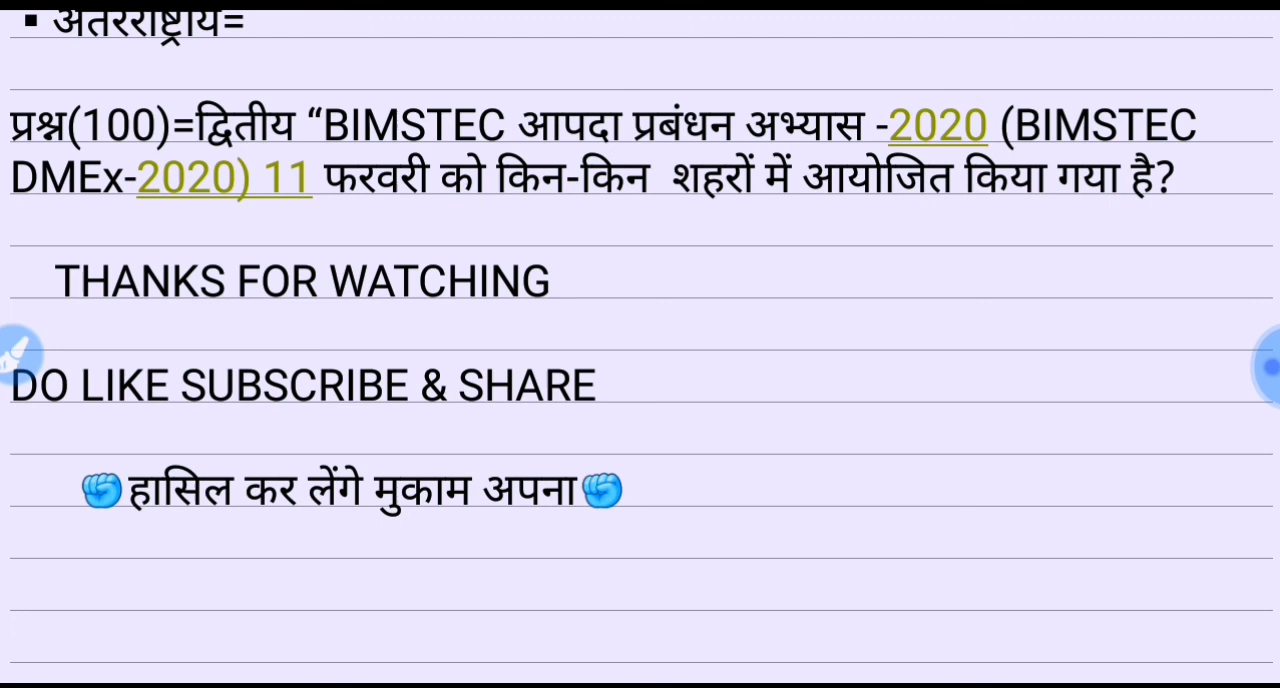 ▪ अंतरराष्ट्रीय=
प्रश्न(100)=द्वितीय “BIMSTEC आपदा प्रबंधन अभ्यास -2020 (BIMSTEC
DMEx-2020) 11 फरवरी को किन-किन शहरों में आयोजित किया गया है?
THANKS FOR WATCHING
DO LIKE SUBSCRIBE & SHARE
✊हासिल कर लेंगे मुकाम अपना✊